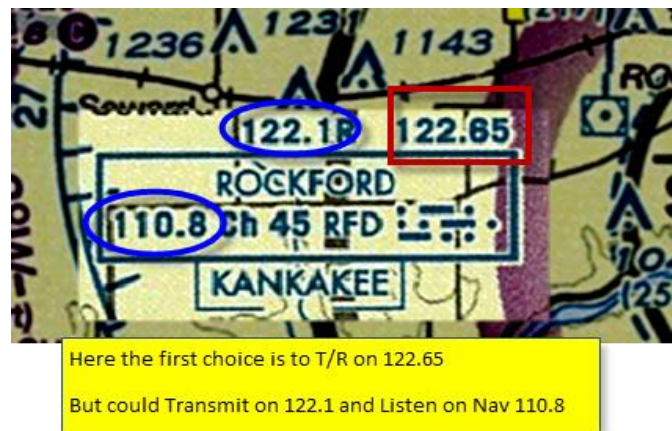 1236
1231
1143
27
122.1R 122.65
ROCKFORD
110.8 Ch 45 RFD
KANKAKEE
Here the first choice is to T/R on 122.65
But could Transmit on 122.1 and Listen on Nav 110.8